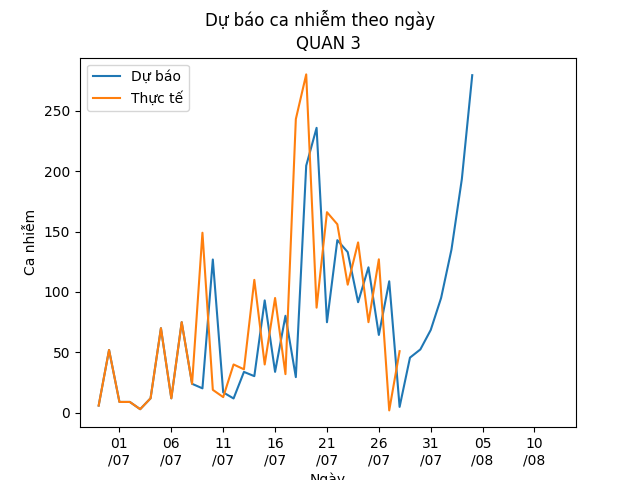 Dự báo ca nhiễm theo ngày
QUAN 3
Dự báo
Thực tế
Ca nhiễm
250
200
150
100
50
0
01 06 11 16 21 26 31 05 10
/07 /07 /07 /07 /07 /07 /07 /08 /08
Ngày